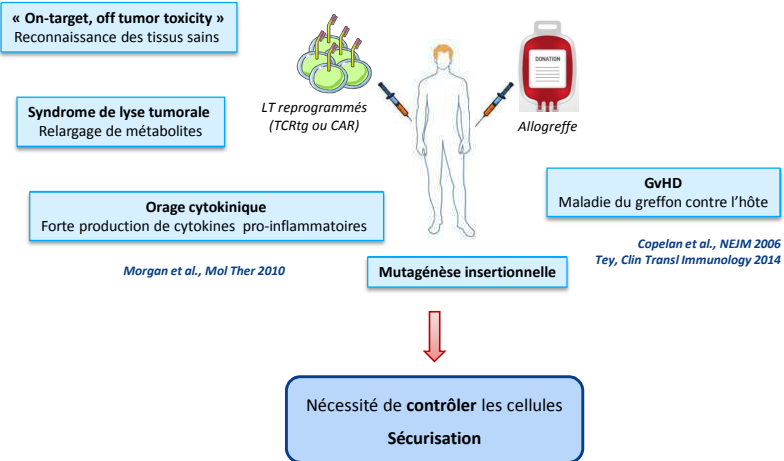 « On-target, off tumor toxicity »
Reconnaissance des tissus sains
Syndrome de lyse tumorale
Relargage de métabolites
LT reprogrammés
(TCRtg ou CAR)
DONATION
Allogreffe
Orage cytokinique
Forte production de cytokines pro-inflammatoires
GvHD
Maladie du greffon contre l’hôte
Morgan et al., Mol Ther 2010
Copelan et al., NEJM 2006
Tey, Clin Transl Immunology 2014
Mutagénèse insertionnelle
Nécessité de contrôler les cellules
Sécurisation